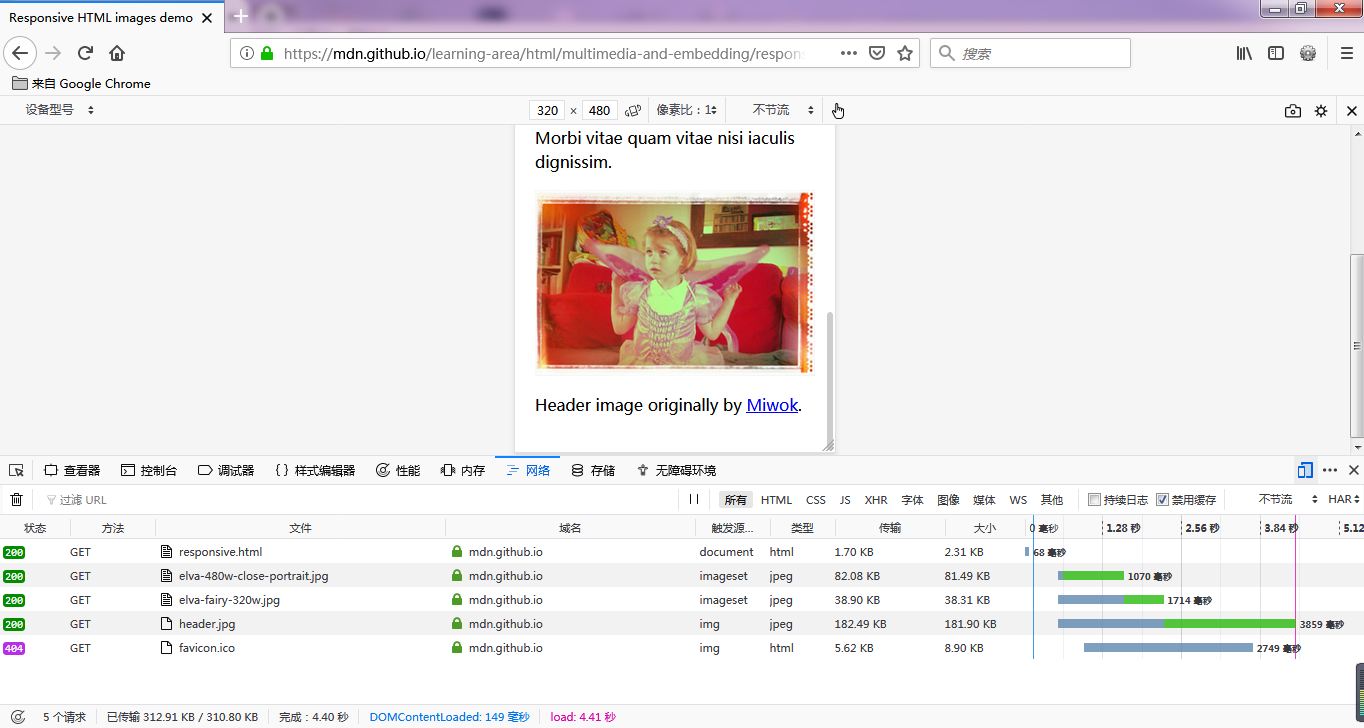 Responsive HTML images demo
https://mdn.github.io/learning-area/html/multimedia-and-embedding/respons
搜索
来自 Google Chrome
设备型号
320 × 480
像素比：1
不节流
Morbi vitae quam vitae nisi iaculis
dignissim.
Header image originally by Miwok.
查看器 控制台 调试器 {} 样式编辑器 性能 内存 网络 存储 无障碍环境
过滤 URL
所有 HTML CSS JS XHR 字体 图像 媒体 WS 其他 持续日志 禁用缓存 不节流 HAR
状态 方法 文件 域名 触发源... 类型 传输 大小 0 毫秒 1.28 秒 2.56 秒 3.84 秒 5.12
200 GET responsive.html mdn.github.io document html 1.70 KB 2.31 KB 68 毫秒
200 GET elva-480w-close-portrait.jpg mdn.github.io imageset jpeg 82.08 KB 81.49 KB 1070 毫秒
200 GET elva-fairy-320w.jpg mdn.github.io imageset jpeg 38.90 KB 38.31 KB 1714 毫秒
200 GET header.jpg mdn.github.io img jpeg 182.49 KB 181.90 KB 3859 毫秒
404 GET favicon.ico mdn.github.io img html 5.62 KB 8.90 KB 2749 毫秒
5 个请求 已传输 312.91 KB / 310.80 KB 完成：4.40 秒 DOMContentLoaded: 149 毫秒 load: 4.41 秒